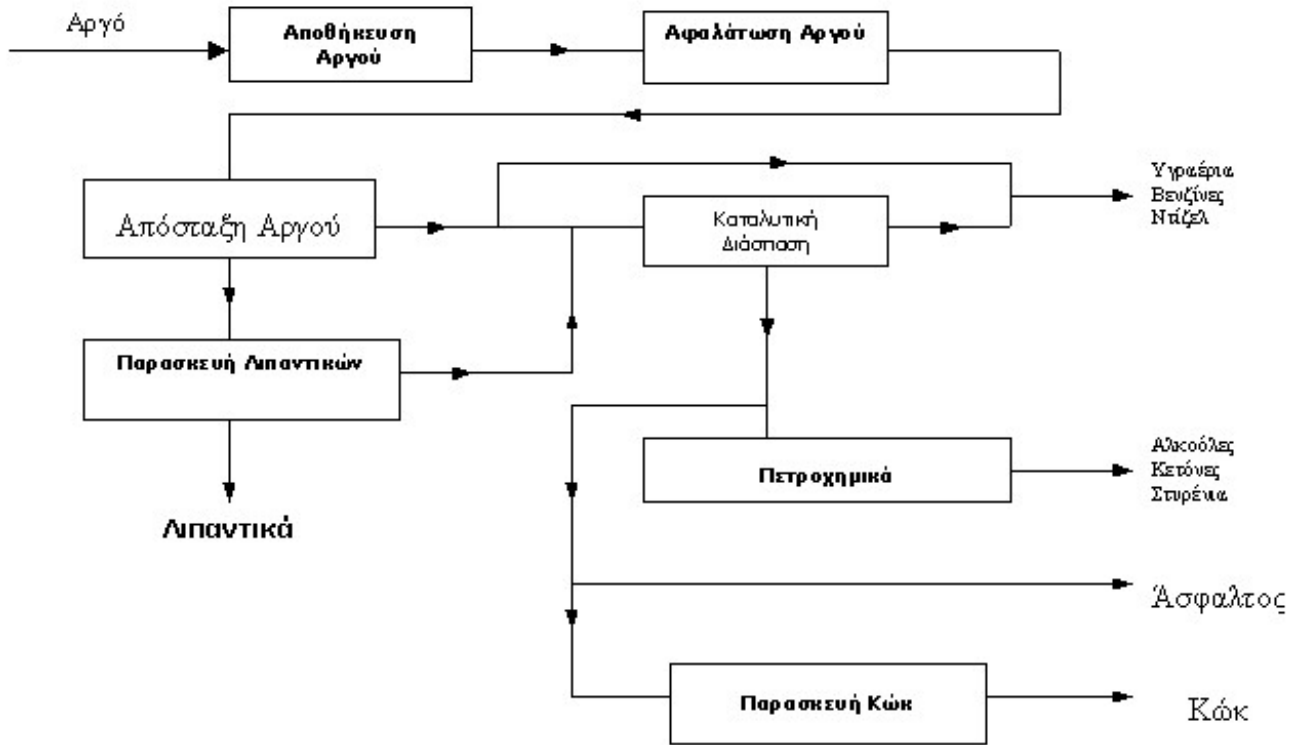 Αργό
Αποθήκευση
Αργού
Αφαλάτωση Αργού
Απόσταξη Αργού
Καταλυτική
Διάσπαση
Υγραέρια
Βενζίνες
Ντίζελ
Παρασκευή Λιπαντικών
Λιπαντικά
Πετροχημικά
Αλκοόλες
Κετόνες
Στυρένια
Άσφαλτος
Παρασκευή Κώκ
Κώκ